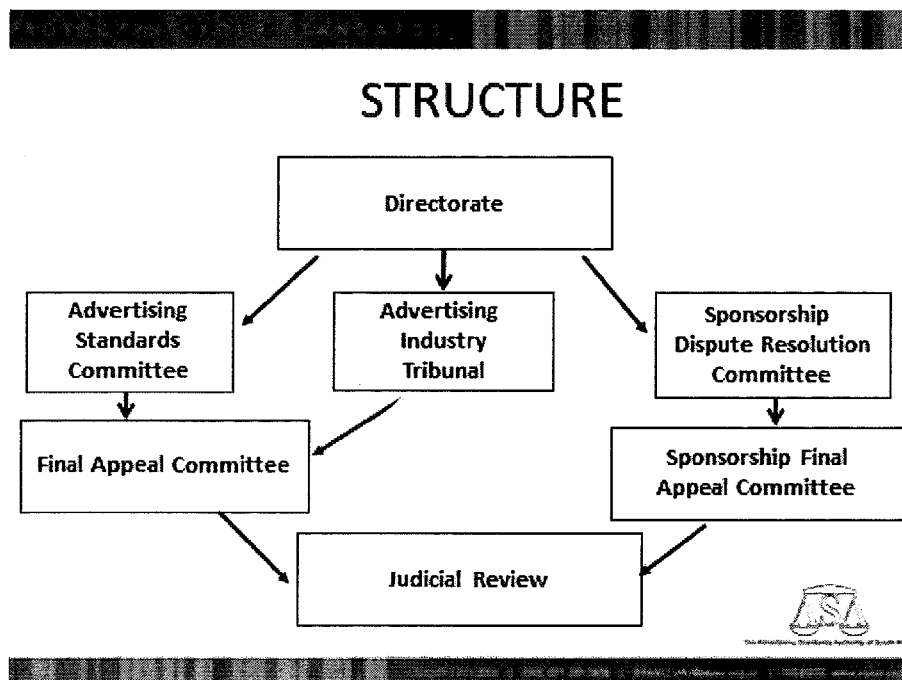 STRUCTURE
Directorate
Advertising
Standards
Committee
Advertising
Industry
Tribunal
Sponsorship
Dispute Resolution
Committee
Final Appeal Committee
Sponsorship Final
Appeal Committee
Judicial Review
ASA